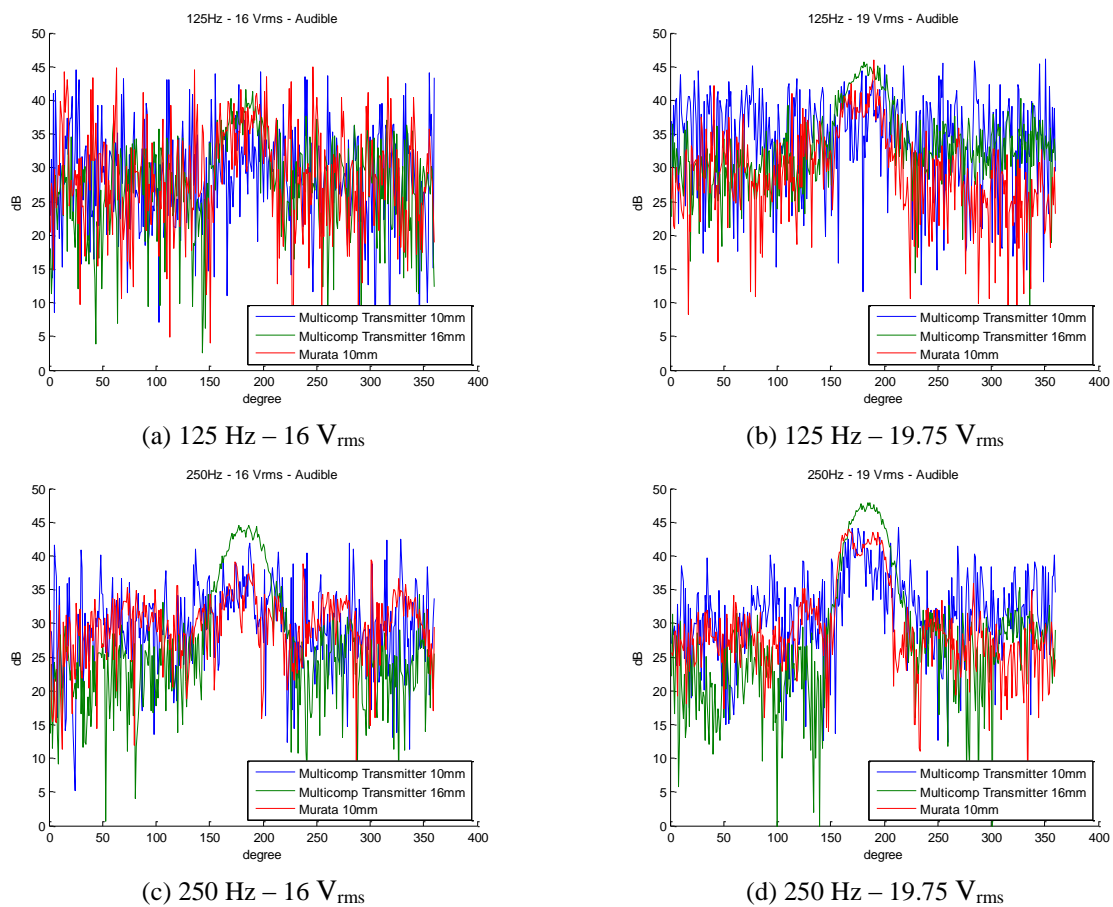 125Hz - 16 Vrms - Audible
50
45
40
35
30
25
20
15
10
5
0
dB
0 50 100 150 200 250 300 350 400
degree
Multicomp Transmitter 10mm
Multicomp Transmitter 16mm
Murata 10mm
(a) 125 Hz – 16 Vrms
125Hz - 19 Vrms - Audible
50
45
40
35
30
25
20
15
10
5
0
dB
0 50 100 150 200 250 300 350 400
degree
Multicomp Transmitter 10mm
Multicomp Transmitter 16mm
Murata 10mm
(b) 125 Hz – 19.75 Vrms
250Hz - 16 Vrms - Audible
50
45
40
35
30
25
20
15
10
5
0
dB
0 50 100 150 200 250 300 350 400
degree
Multicomp Transmitter 10mm
Multicomp Transmitter 16mm
Murata 10mm
(c) 250 Hz – 16 Vrms
250Hz - 19 Vrms - Audible
50
45
40
35
30
25
20
15
10
5
0
dB
0 50 100 150 200 250 300 350 400
degree
Multicomp Transmitter 10mm
Multicomp Transmitter 16mm
Murata 10mm
(d) 250 Hz – 19.75 Vrms